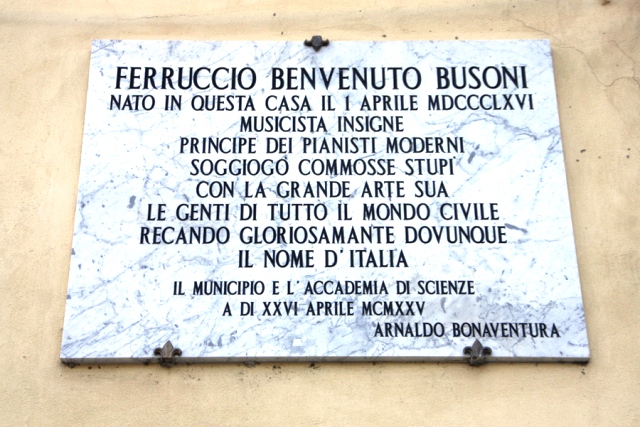 FERRUCCIO BENVENUTO BUSONI
NATO IN QUESTA CASA IL 1 APRILE MDCCCLXVI
MUSICISTA INSIGNE
PRINCIPE DEI PIANISTI MODERNI
SOGGIOGÒ COMMOSSE STUPÌ
CON LA GRANDE ARTE SUA
LE GENTI DI TUTTO IL MONDO CIVILE
RECANDO GLORIOSAMANTE DOVUNQUE
IL NOME D'ITALIA
IL MUNICIPIO E L'ACCADEMIA DI SCIENZE
A DI XXVI APRILE MCMXXV
ARNALDO BONAVENTURA